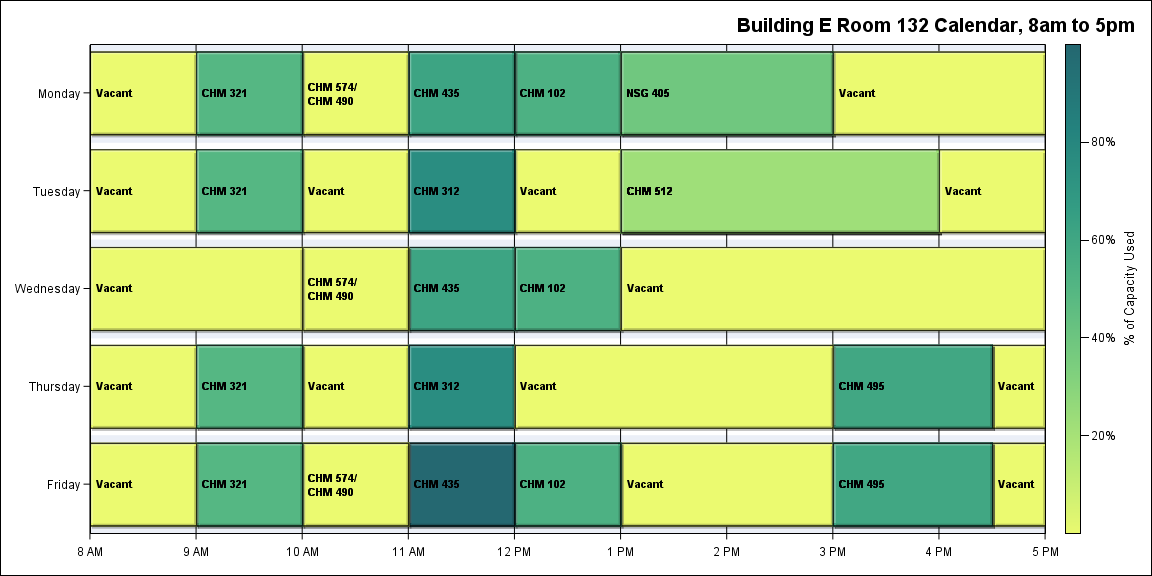 Building E Room 132 Calendar, 8am to 5pm
Monday
Vacant
CHM 321
CHM 574/
CHM 490
CHM 435
CHM 102
NSG 405
Vacant
Tuesday
Vacant
CHM 321
Vacant
CHM 312
Vacant
CHM 512
Vacant
Wednesday
Vacant
CHM 574/
CHM 490
CHM 435
CHM 102
Vacant
Thursday
Vacant
CHM 321
Vacant
CHM 312
Vacant
CHM 495
Vacant
Friday
Vacant
CHM 321
CHM 574/
CHM 490
CHM 435
CHM 102
Vacant
CHM 495
Vacant
8 AM
9 AM
10 AM
11 AM
12 PM
1 PM
2 PM
3 PM
4 PM
5 PM
80%
60%
40%
20%
% of Capacity Used